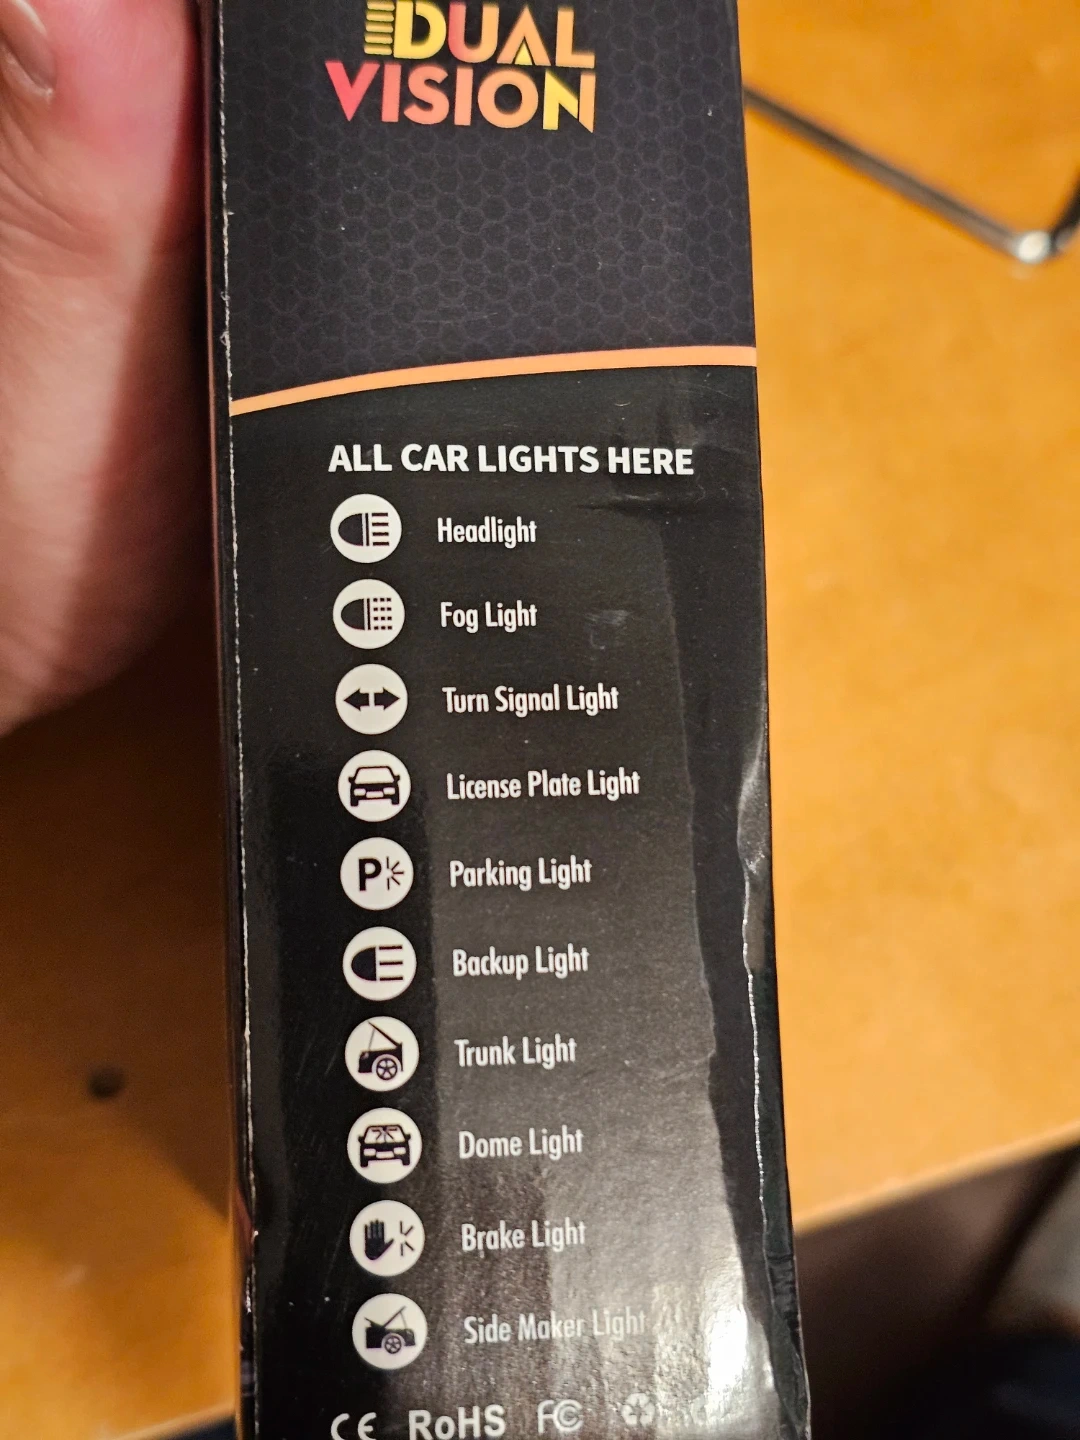 DUAL
VISION
ALL CAR LIGHTS HERE
Headlight
Fog Light
Turn Signal Light
License Plate Light
P Parking Light
Backup Light
Trunk Light
Dome Light
Brake Light
Side Maker Light
CE RoHS FC